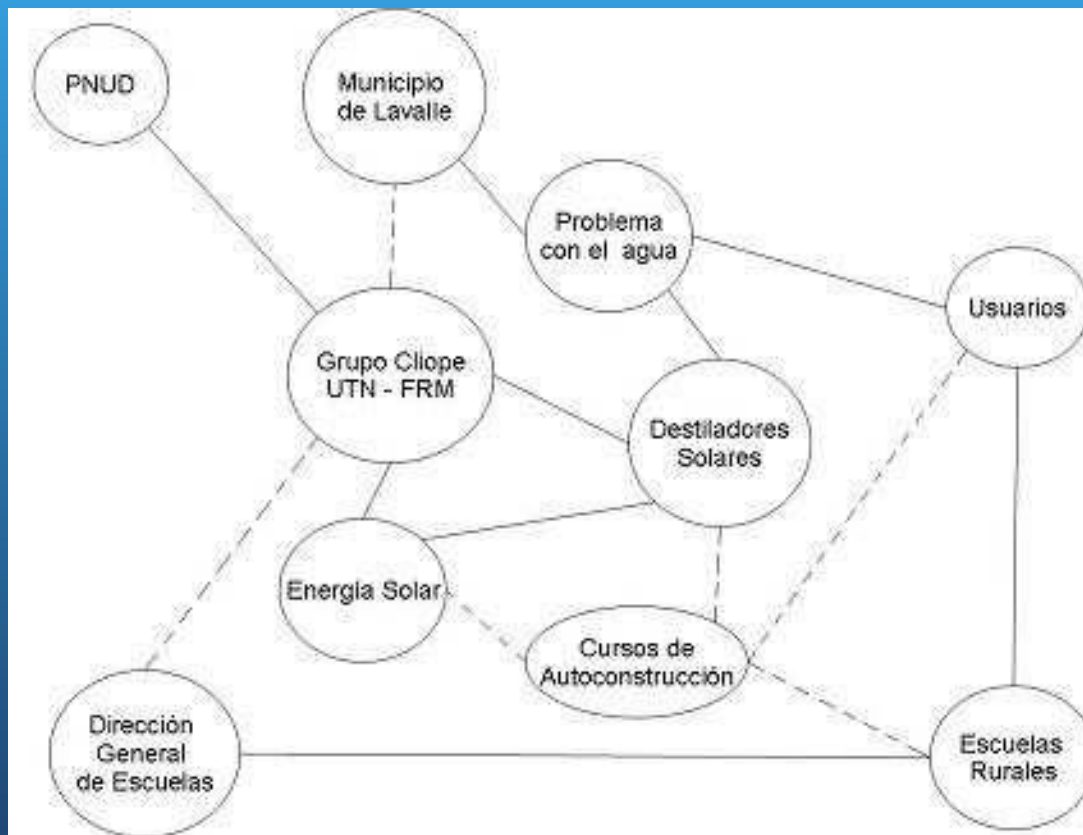 PNUD
Municipio
de Lavalle
Problema
con el agua
Usuarios
Grupo Cliope
UTN - FRM
Destiladores
Solares
Energía Solar
Cursos de
Autoconstrucción
Dirección
General
de Escuelas
Escuelas
Rurales